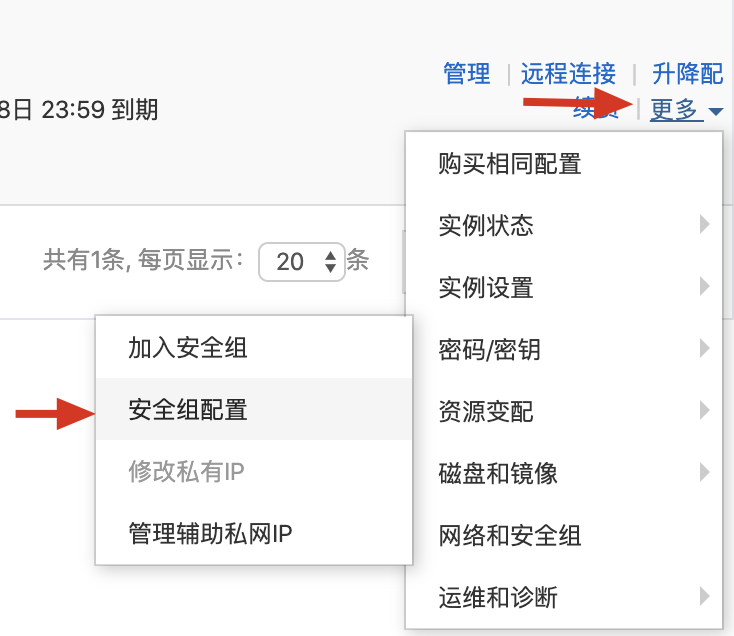 管理 | 远程连接 | 升降配
8日 23:59 到期
续费 | 更多
购买相同配置
实例状态
共有1条, 每页显示: 20 条
实例设置
加入安全组
密码/密钥
安全组配置
资源变配
修改私有IP
磁盘和镜像
管理辅助私网IP
网络和安全组
运维和诊断